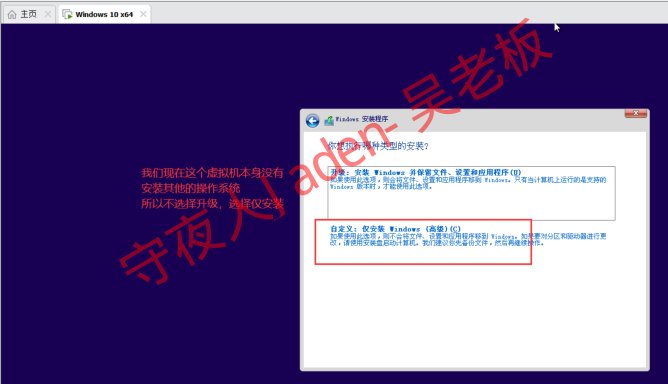 主页
Windows 10 x64
Windows 安装程序
你想执行哪种类型的安装?
升级: 安装 Windows 并保留文件、设置和应用程序(U)
如果使用此选项，则会将文件、设置和应用程序移到 Windows。只有当计算机上运行的是支持的
Windows 版本时，才能使用此选项。
我们现在这个虚拟机本身没有
安装其他的操作系统
所以不选择升级，选择仅安装
自定义: 仅安装 Windows (高级)(C)
如果使用此选项，则不会将文件、设置和应用程序移到 Windows。如果要对分区和驱动器进行更
改，请使用安装盘启动计算机。我们建议你先备份文件，然后再继续操作。
守夜人Jaden-吴老板